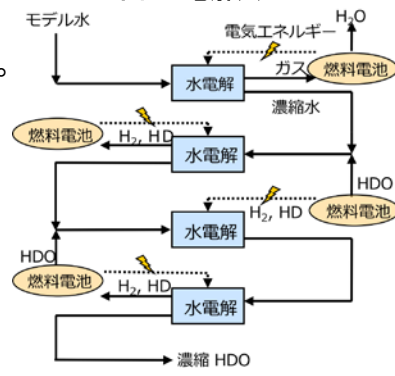 モデル水
電気エネルギー
H₂O
。
ガス
燃料電池
水電解
濃縮水
燃料電池
H₂, HD
水電解
HDO
水電解
H₂, HD
燃料電池
HDO
燃料電池
H₂, HD
水電解
濃縮 HDO